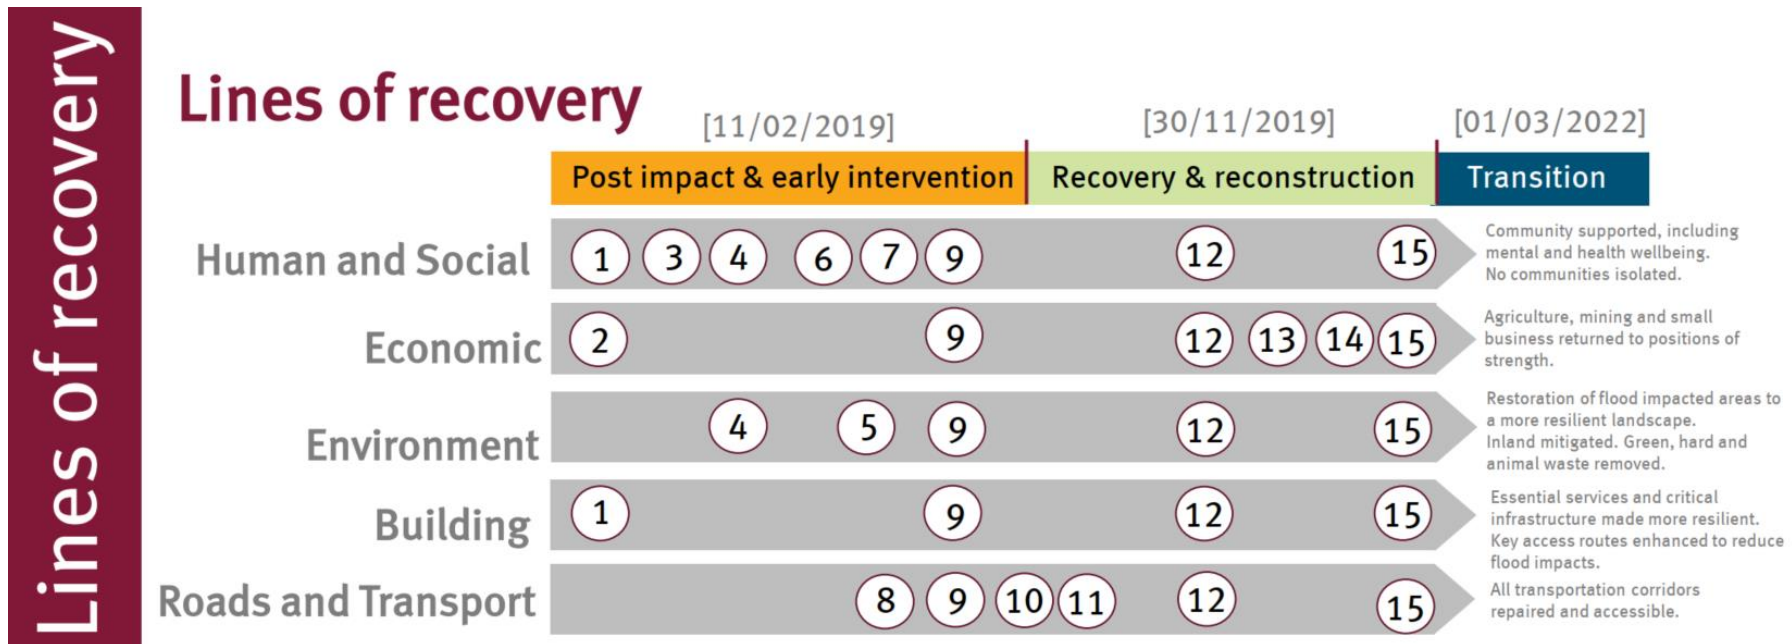 Lines of recovery
Lines of recovery
[11/02/2019]
[30/11/2019]
[01/03/2022]
Post impact & early intervention
Recovery & reconstruction
Transition
Human and Social
1 3 4 6 7 9 12 15
Community supported, including
mental and health wellbeing.
No communities isolated.
Economic
2 9 12 13 14 15
Agriculture, mining and small
business returned to positions of
strength.
Environment
4 5 9 12 15
Restoration of flood impacted areas to
a more resilient landscape.
Inland mitigated. Green, hard and
animal waste removed.
Building
1 9 12 15
Essential services and critical
infrastructure made more resilient.
Key access routes enhanced to reduce
flood impacts.
Roads and Transport
8 9 10 11 12 15
All transportation corridors
repaired and accessible.